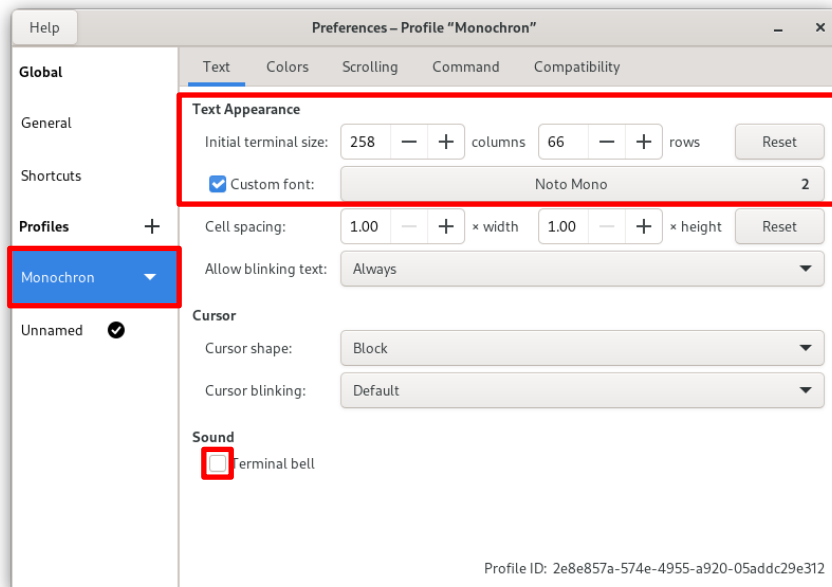 Help
Preferences – Profile “Monochron”
Global
General
Shortcuts
Profiles
Monochron
Unnamed
Text Colors Scrolling Command Compatibility
Text Appearance
Initial terminal size: 258 columns 66 rows Reset
Custom font: Noto Mono 2
Cell spacing: 1.00 × width 1.00 × height Reset
Allow blinking text: Always
Cursor
Cursor shape: Block
Cursor blinking: Default
Sound
Terminal bell
Profile ID: 2e8e857a-574e-4955-a920-05addc29e312